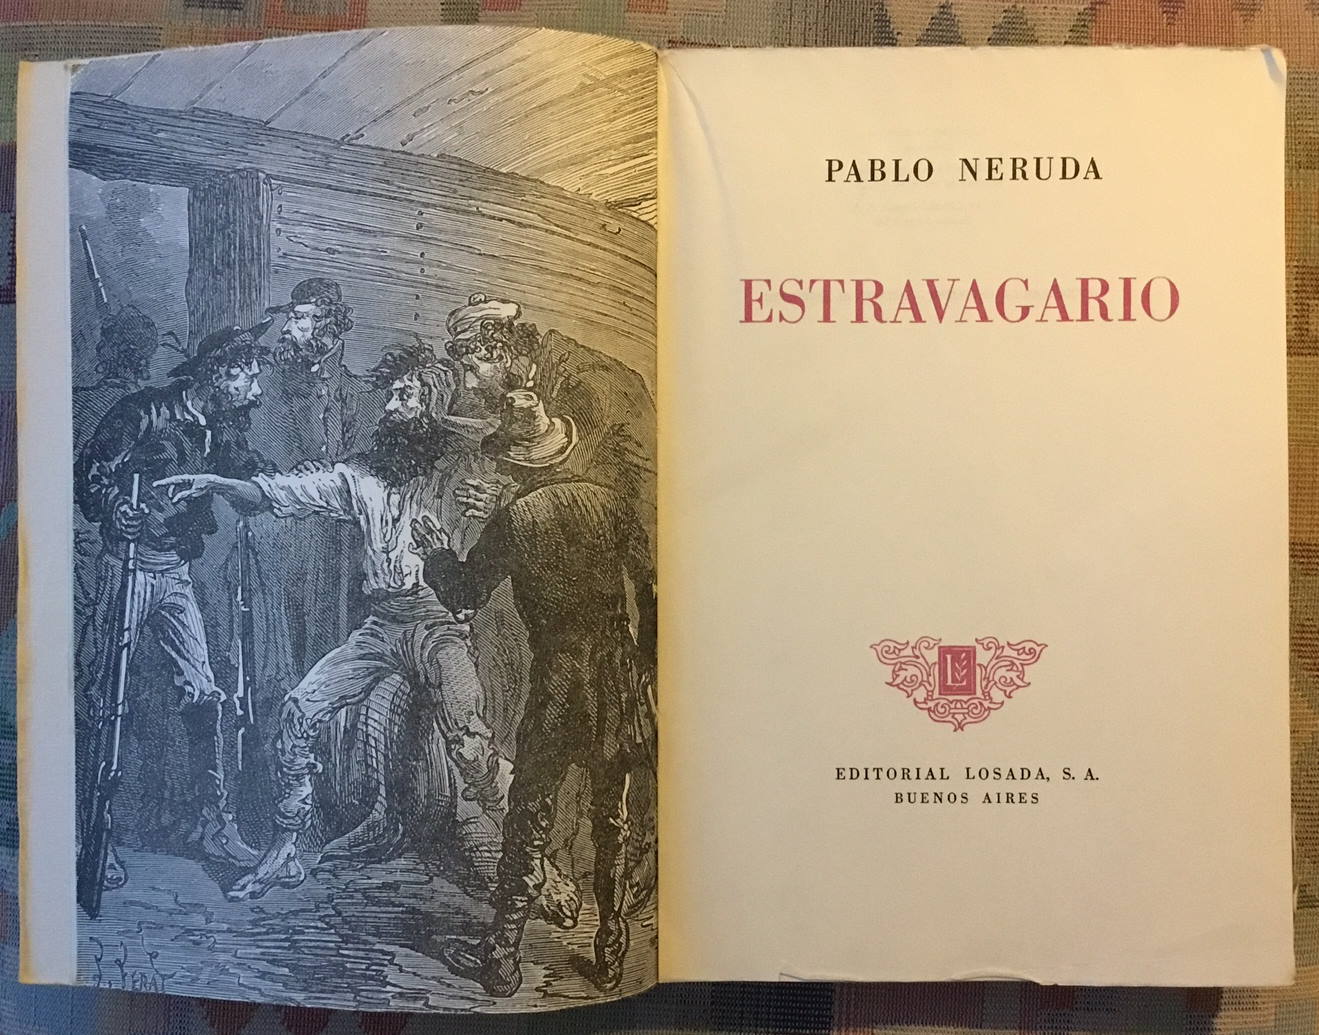 PABLO NERUDA
ESTRAVAGARIO
L
EDITORIAL LOSADA, S. A.
BUENOS AIRES